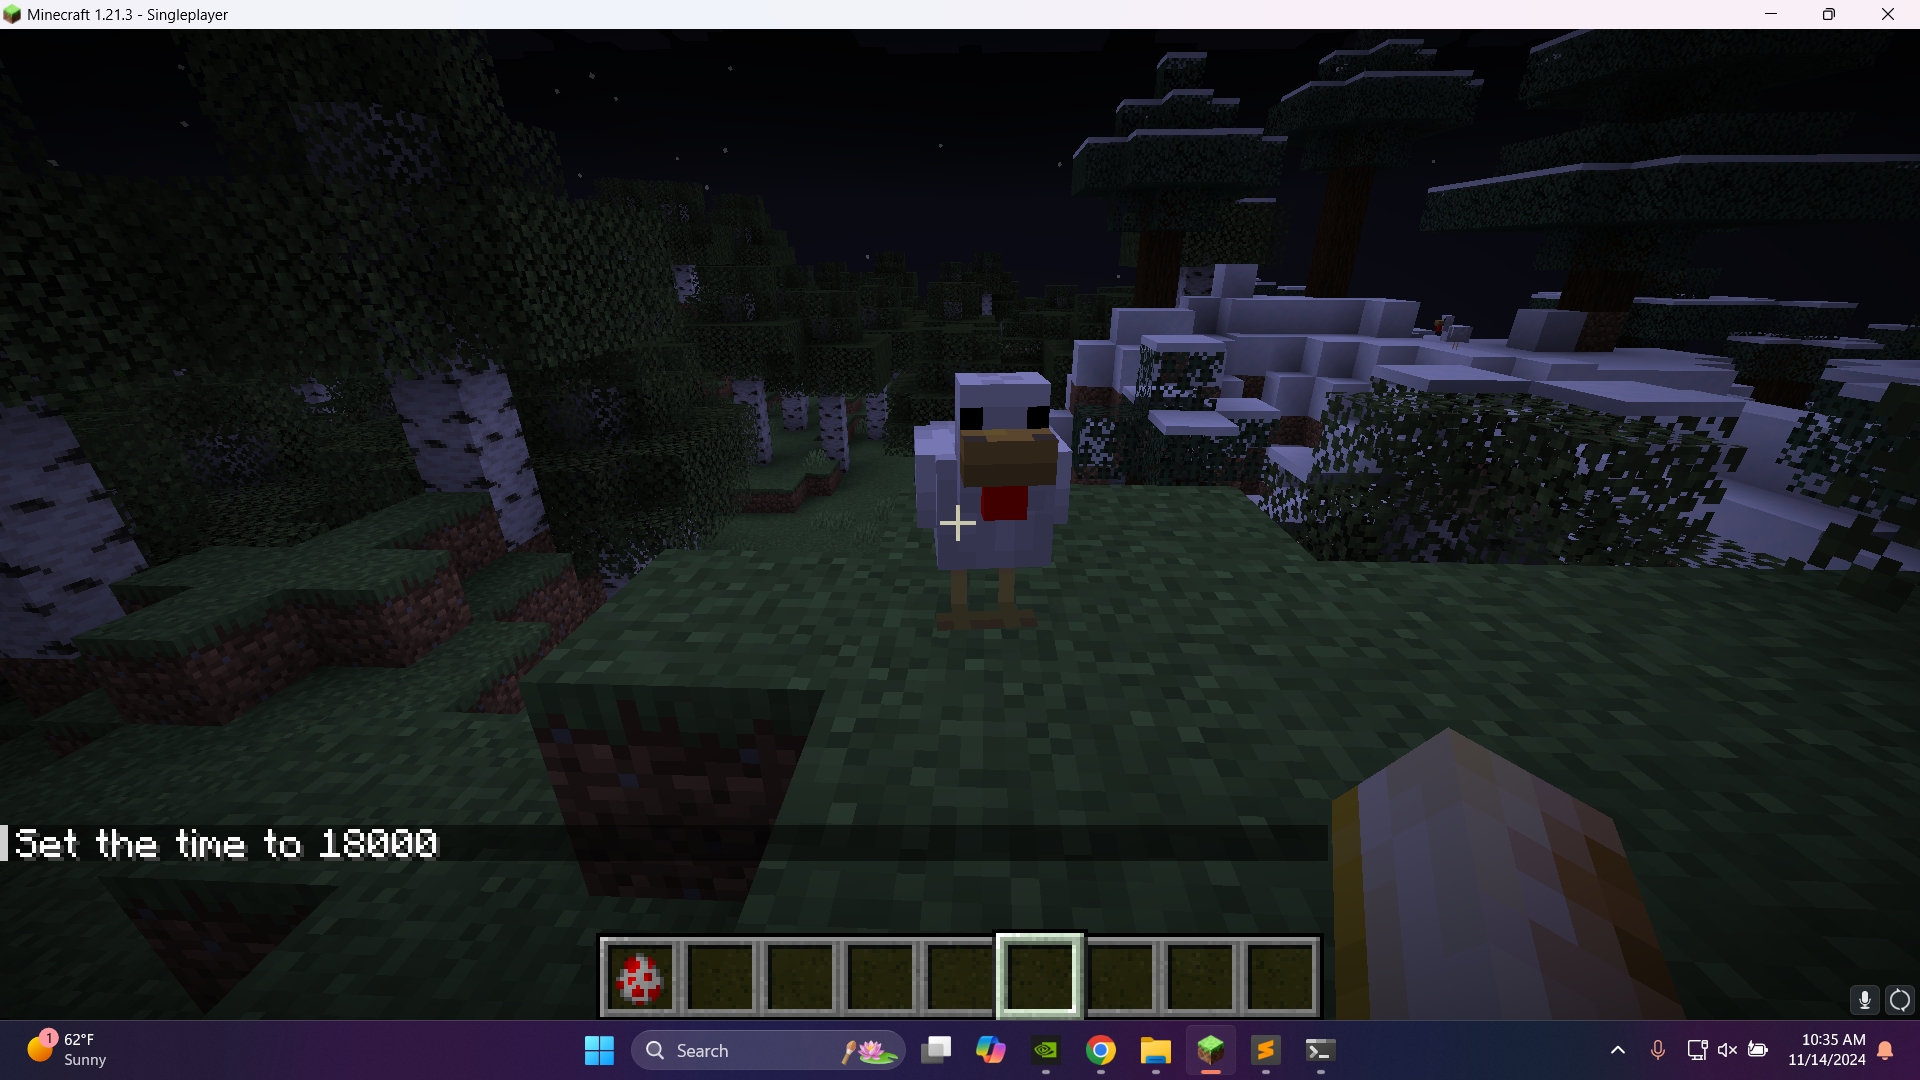 Minecraft 1.21.3 - Singleplayer
Set the time to 18000
1
62°F
Sunny
Search
10:35 AM
11/14/2024